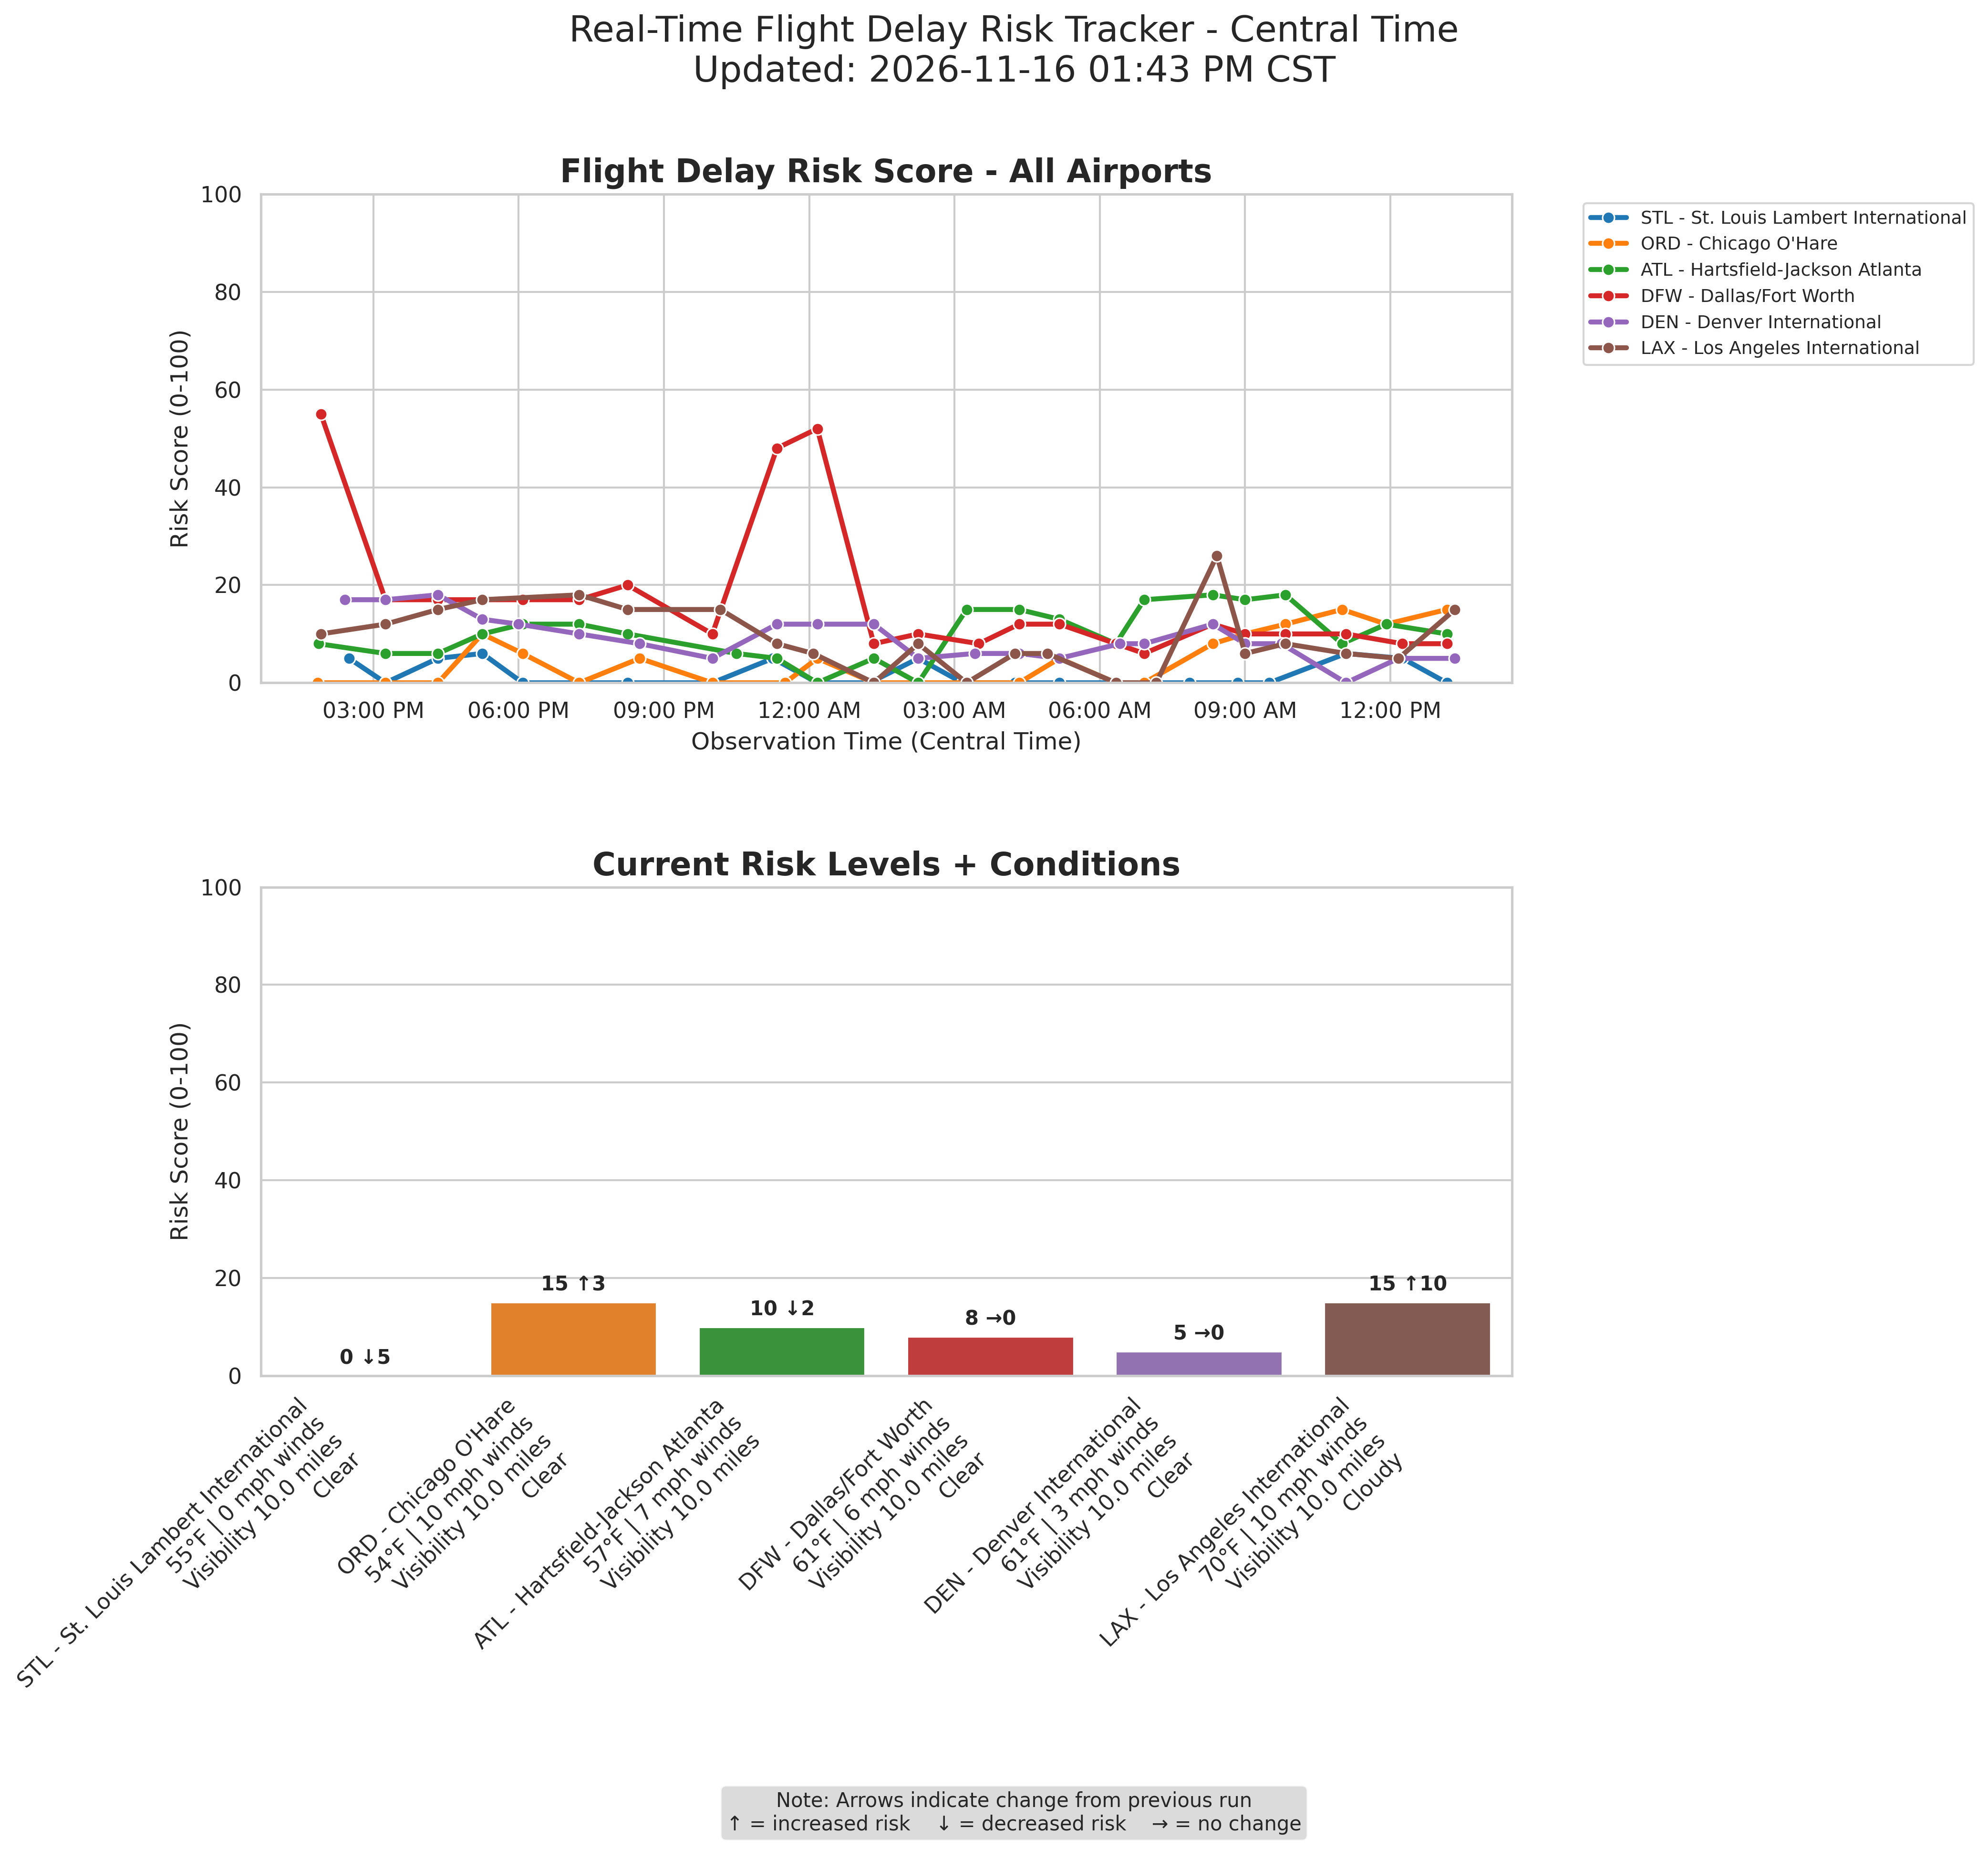 Real-Time Flight Delay Risk Tracker - Central Time
Updated: 2026-11-16 01:43 PM CST
Flight Delay Risk Score - All Airports
Risk Score (0-100)
100
80
60
40
20
0
03:00 PM
06:00 PM
09:00 PM
12:00 AM
03:00 AM
06:00 AM
09:00 AM
12:00 PM
Observation Time (Central Time)
STL - St. Louis Lambert International
ORD - Chicago O'Hare
ATL - Hartsfield-Jackson Atlanta
DFW - Dallas/Fort Worth
DEN - Denver International
LAX - Los Angeles International
Current Risk Levels + Conditions
Risk Score (0-100)
100
80
60
40
20
0
0 ↓5
15 ↑3
10 ↓2
8 →0
5 →0
15 ↑10
STL - St. Louis Lambert International
55°F | 0 mph winds
Visibility 10.0 miles
Clear
ORD - Chicago O'Hare
54°F | 10 mph winds
Visibility 10.0 miles
Clear
ATL - Hartsfield-Jackson Atlanta
57°F | 7 mph winds
Visibility 10.0 miles
DFW - Dallas/Fort Worth
61°F | 6 mph winds
Visibility 10.0 miles
Clear
DEN - Denver International
61°F | 3 mph winds
Visibility 10.0 miles
Clear
LAX - Los Angeles International
70°F | 10 mph winds
Visibility 10.0 miles
Cloudy
Note: Arrows indicate change from previous run
↑ = increased risk ↓ = decreased risk → = no change